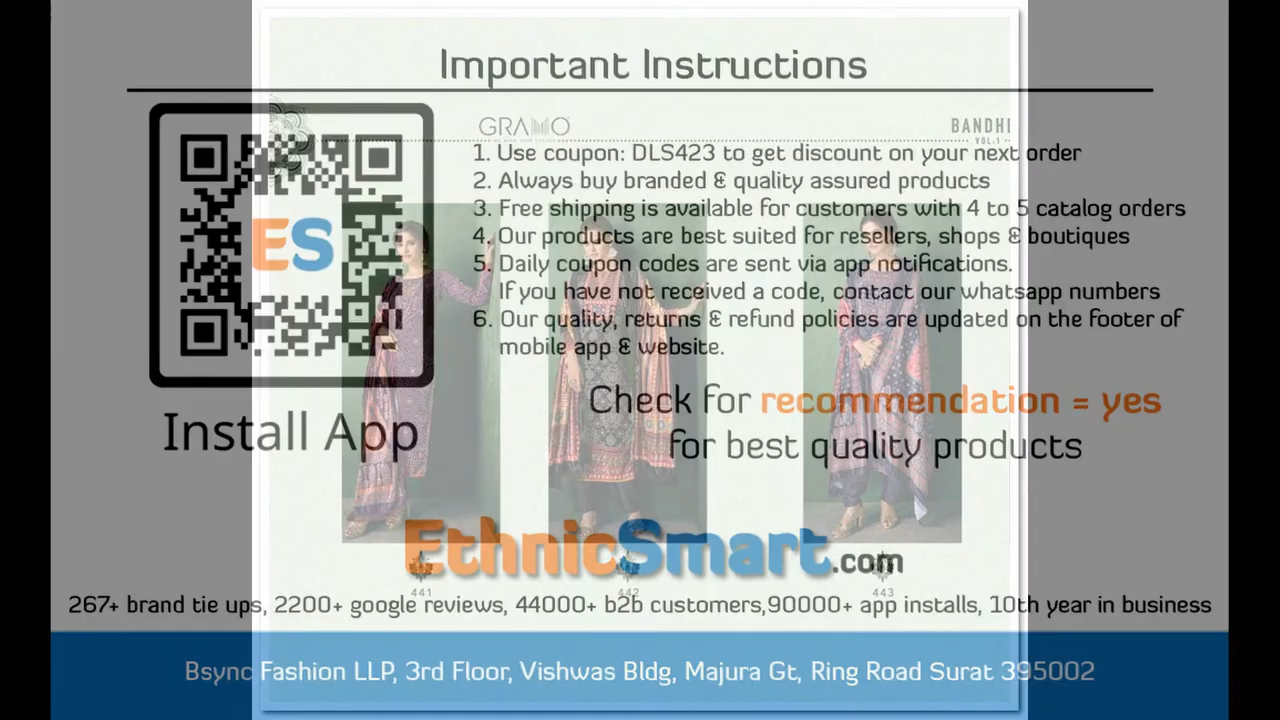 Important Instructions
GRAMO
BANDHE
VOL.1
1. Use coupon: DLS423 to get discount on your next order
2. Always buy branded & quality assured products
3. Free shipping is available for customers with 4 to 5 catalog orders
4. Our products are best suited for resellers, shops & boutiques
5. Daily coupon codes are sent via app notifications.
If you have not received a code, contact our whatsapp numbers
6. Our quality, returns & refund policies are updated on the footer of
mobile app & website.
ES
Install App
Check for recommendation = yes
for best quality products
EthnicSmart.com
441
442
443
267+ brand tie ups, 2200+ google reviews, 44000+ b2b customers,90000+ app installs, 10th year in business
Bsync Fashion LLP, 3rd Floor, Vishwas Bldg, Majura Gt, Ring Road Surat 395002